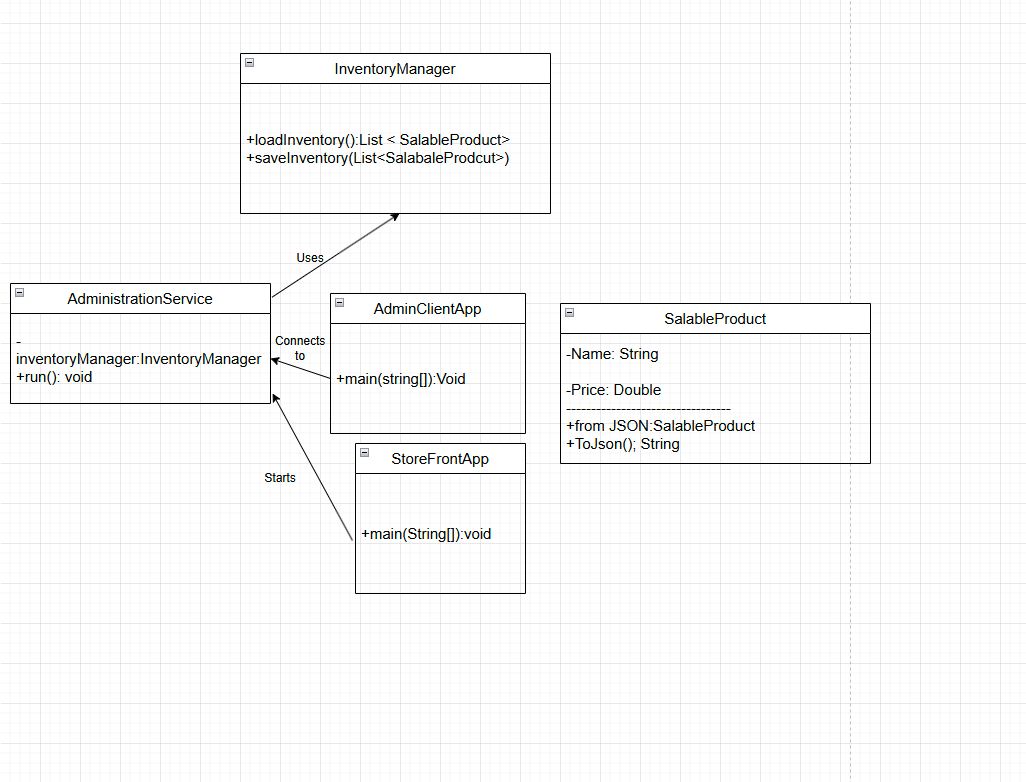 InventoryManager
+loadInventory():List < SalableProduct>
+saveInventory(List<SalabaleProdcut>)
Uses
AdministrationService
-
inventoryManager:InventoryManager
+run(): void
Connects
to
AdminClientApp
+main(string[]):Void
SalableProduct
-Name: String
-Price: Double
---------------------------------
+from JSON:SalableProduct
+ToJson(); String
StoreFrontApp
+main(String[]):void
Starts